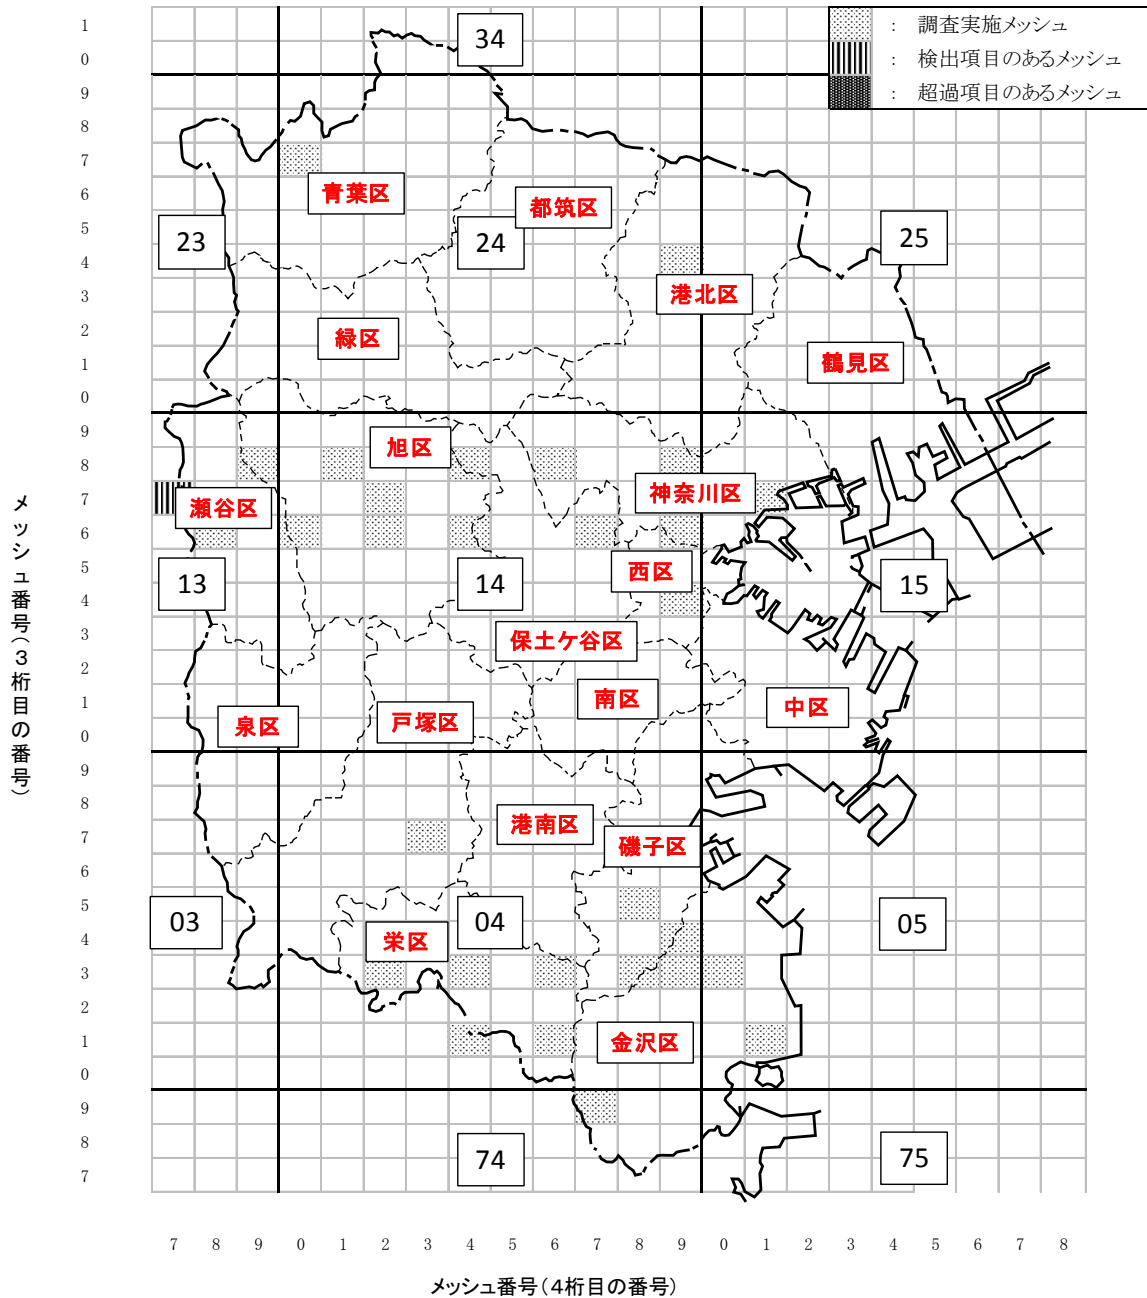 1
34
: 調査実施メッシュ
0
: 検出項目のあるメッシュ
9
: 超過項目のあるメッシュ
8
7
青葉区
6
都筑区
5
23
24
25
4
港北区
3
緑区
2
鶴見区
1
0
9
旭区
8
神奈川区
7
瀬谷区
6
西区
5
13
14
15
4
保土ケ谷区
3
2
南区
中区
1
泉区
戸塚区
0
9
8
港南区
7
磯子区
6
5
03
04
05
4
栄区
3
2
金沢区
1
0
9
8
74
75
7
メッシュ番号(3桁目の番号)
7 8 9 0 1 2 3 4 5 6 7 8 9 0 1 2 3 4 5 6 7 8
メッシュ番号(4桁目の番号)